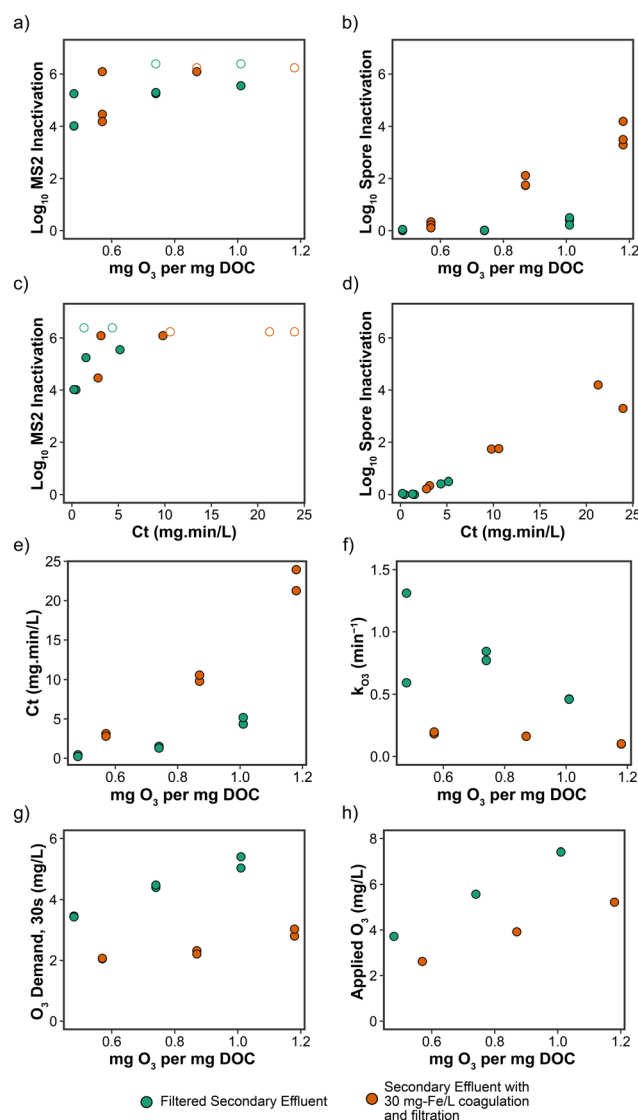 a)
b)
Log₁₀ MS2 Inactivation
6
4
2
0
0.6
0.8
1.0
1.2
mg O₃ per mg DOC
Log₁₀ Spore Inactivation
6
4
2
0
0.6
0.8
1.0
1.2
mg O₃ per mg DOC
c)
d)
Log₁₀ MS2 Inactivation
6
4
2
0
0
5
10
15
20
25
Ct (mg.min/L)
Log₁₀ Spore Inactivation
6
4
2
0
0
5
10
15
20
25
Ct (mg.min/L)
e)
f)
Ct (mg.min/L)
25
20
15
10
5
0
0.6
0.8
1.0
1.2
mg O₃ per mg DOC
k_O3 (min⁻¹)
1.5
1.0
0.5
0.0
0.6
0.8
1.0
1.2
mg O₃ per mg DOC
g)
h)
O₃ Demand, 30s (mg/L)
6
4
2
0
0.6
0.8
1.0
1.2
mg O₃ per mg DOC
Applied O₃ (mg/L)
8
6
4
2
0
0.6
0.8
1.0
1.2
mg O₃ per mg DOC
Filtered Secondary Effluent
Secondary Effluent with
30 mg-Fe/L coagulation
and filtration